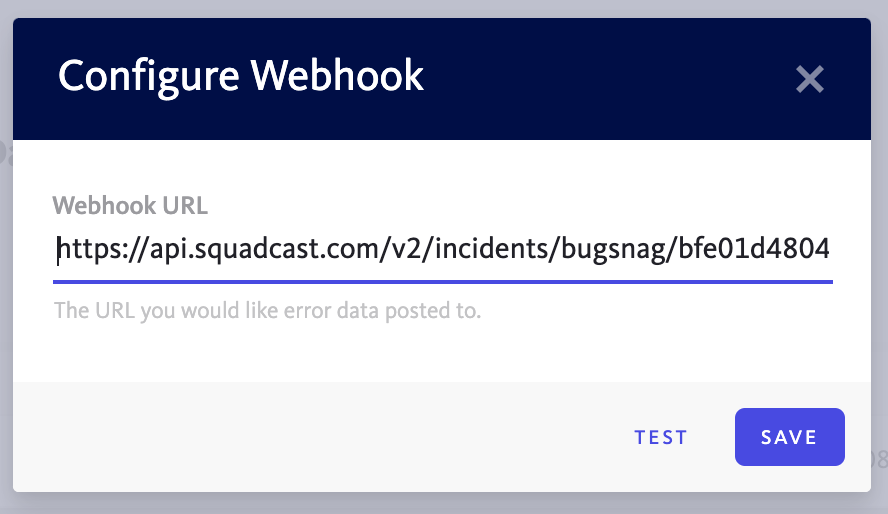 Configure Webhook
Webhook URL
https://api.squadcast.com/v2/incidents/bugsnag/bfe01d4804
The URL you would like error data posted to.
TEST
SAVE